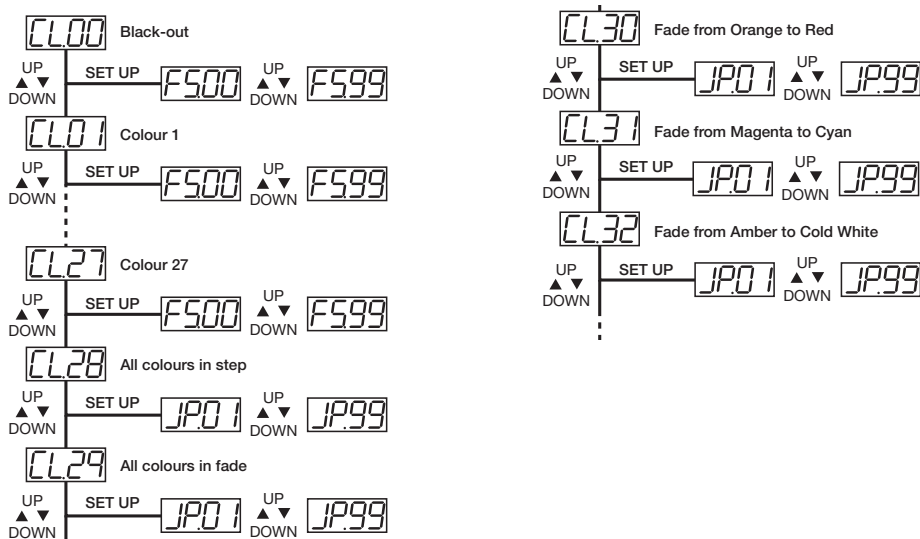 CL.00 Black-out
UP
DOWN
SET UP
FS.00
UP
DOWN
FS.99
CL.01 Colour 1
UP
DOWN
SET UP
FS.00
UP
DOWN
FS.99
CL.27 Colour 27
UP
DOWN
SET UP
FS.00
UP
DOWN
FS.99
CL.28 All colours in step
UP
DOWN
SET UP
JP.01
UP
DOWN
JP.99
CL.29 All colours in fade
UP
DOWN
SET UP
JP.01
UP
DOWN
JP.99
CL.30 Fade from Orange to Red
UP
DOWN
SET UP
JP.01
UP
DOWN
JP.99
CL.31 Fade from Magenta to Cyan
UP
DOWN
SET UP
JP.01
UP
DOWN
JP.99
CL.32 Fade from Amber to Cold White
UP
DOWN
SET UP
JP.01
UP
DOWN
JP.99